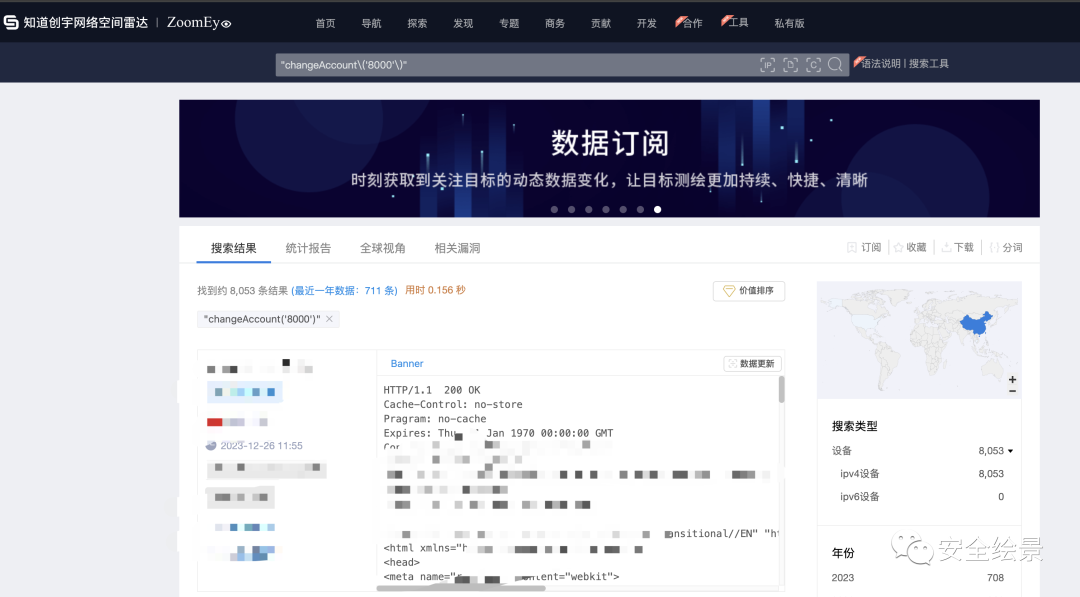 知道创宇网络空间雷达 | ZoomEye
首页 导航 探索 发现 专题 商务 贡献 开发 合作 工具 私有版
"changeAccount\('8000'\)"
语法说明 | 搜索工具
数据订阅
时刻获取到关注目标的动态数据变化，让目标测绘更加持续、快捷、清晰
搜索结果 统计报告 全球视角 相关漏洞
订阅 收藏 下载 分词
找到约 8,053 条结果 (最近一年数据：711 条) 用时 0.156 秒
价值排序
"changeAccount('8000')" ×
Banner
数据更新
HTTP/1.1 200 OK
Cache-Control: no-store
Pragram: no-cache
Expires: Thu Jan 1970 00:00:00 GMT
2023-12-26 11:55
ansitional//EN" "ht
<html xmlns="h
<head>
<meta name= ontent="webkit">
+
−
搜索类型
设备 8,053
ipv4设备 8,053
ipv6设备 0
年份
2023 708
安全绘景